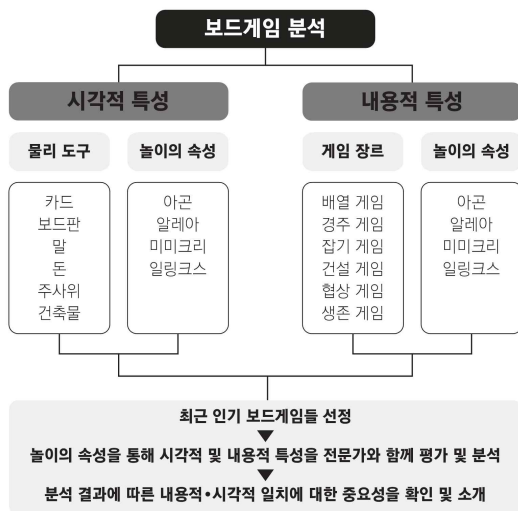 보드게임 분석
시각적 특성
내용적 특성
물리 도구
놀이의 속성
게임 장르
놀이의 속성
카드
보드판
말
돈
주사위
건축물
아곤
알레아
미미크리
일링크스
배열 게임
경주 게임
잡기 게임
건설 게임
협상 게임
생존 게임
아곤
알레아
미미크리
일링크스
최근 인기 보드게임들 선정
놀이의 속성을 통해 시각적 및 내용적 특성을 전문가와 함께 평가 및 분석
분석 결과에 따른 내용적•시각적 일치에 대한 중요성을 확인 및 소개